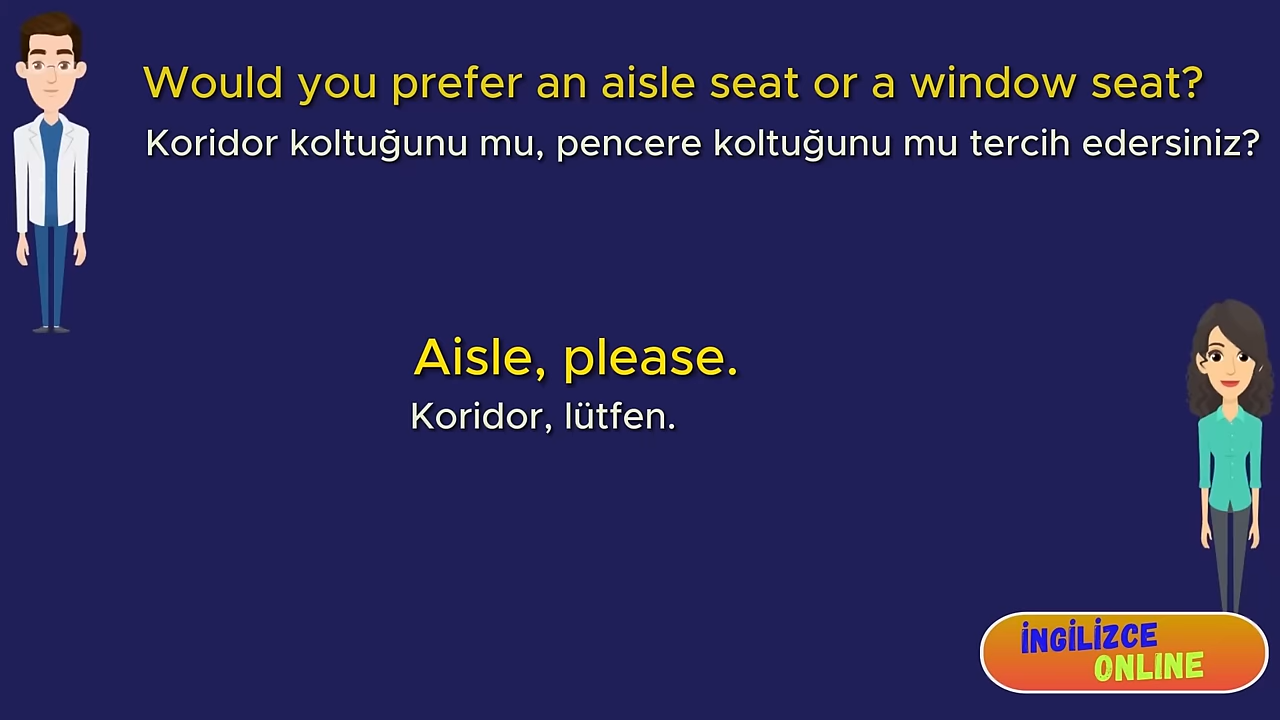 Would you prefer an aisle seat or a window seat?
Koridor koltuğunu mu, pencere koltuğunu mu tercih edersiniz?
Aisle, please.
Koridor, lütfen.
İNGİLİZCE
ONLINE